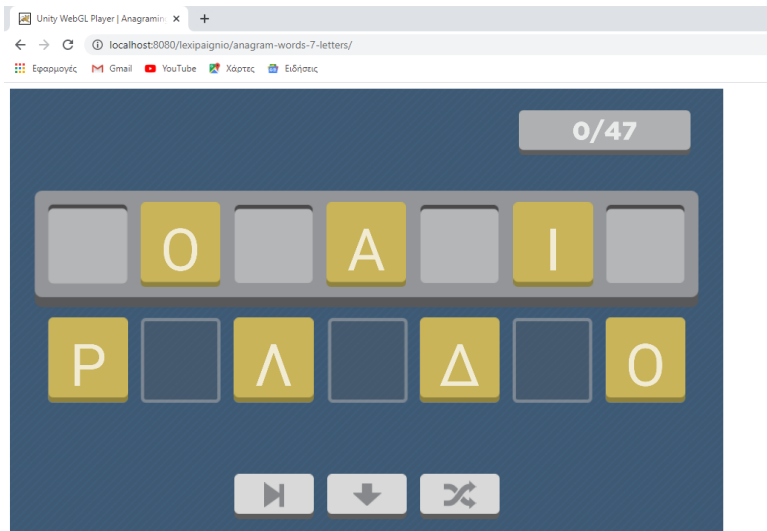 Unity WebGL Player | Anagramin
localhost:8080/lexipaignio/anagram-words-7-letters/
Εφαρμογές Gmail YouTube Χάρτες Ειδήσεις
0/47
Ο Α Ι
Ρ Λ Δ Ο